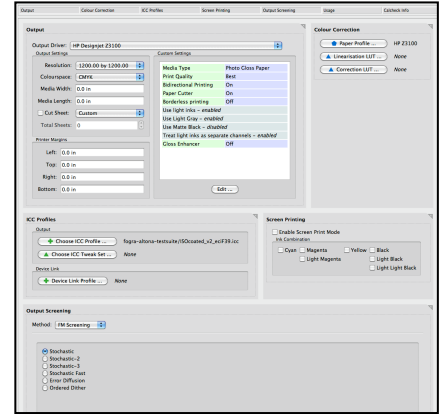 Output Colour Correction ICC Profiles Screen Printing Output Screening Usage Calcheck Info
Output
Output Driver: HP Designjet Z3100
Output Settings
Resolution: 1200.00 by 1200.00
Colourspace: CMYK
Media Width: 0.0 in
Media Length: 0.0 in
Cut Sheet: Custom
Total Sheets: 0
Printer Margins
Left: 0.0 in
Top: 0.0 in
Right: 0.0 in
Bottom: 0.0 in
Custom Settings
Media Type Photo Gloss Paper
Print Quality Best
Bidirectional Printing On
Paper Cutter On
Borderless printing Off
Use light inks - enabled
Use Light Gray - enabled
Use Matte Black - disabled
Treat light inks as separate channels - enabled
Gloss Enhancer Off
Edit ...
Colour Correction
Paper Profile ... HP Z3100
Linearisation LUT ... None
Correction LUT ... None
ICC Profiles
Output
Choose ICC Profile ... fogra-altona-testsuite/ISOcoated_v2_eciF39.icc
Choose ICC Tweak Set ... None
Device Link
Device Link Profile ... None
Screen Printing
Enable Screen Print Mode
Ink Combination
Cyan Magenta Yellow Black
Light Magenta Light Black
Light Light Black
Output Screening
Method: FM Screening
Stochastic
Stochastic-2
Stochastic-3
Stochastic Fast
Error Diffusion
Ordered Dither